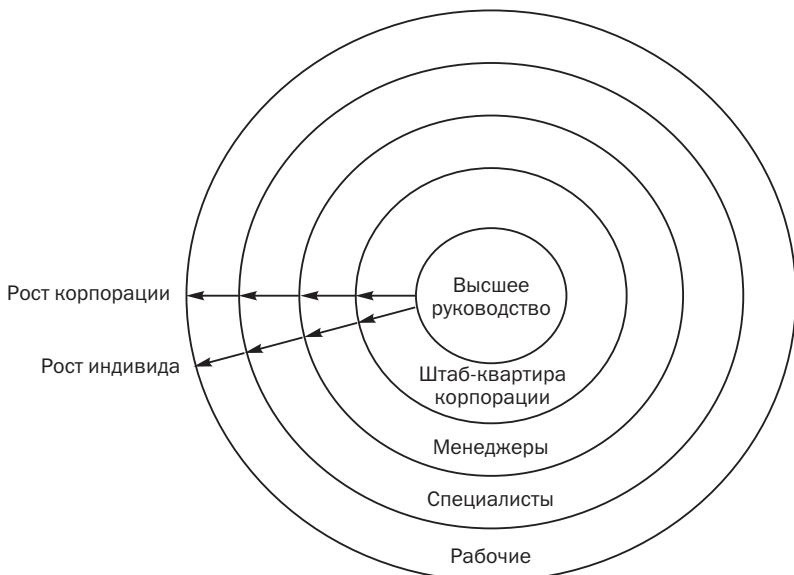 Высшее
руководство
Рост корпорации
Рост индивида
Штаб-квартира
корпорации
Менеджеры
Специалисты
Рабочие